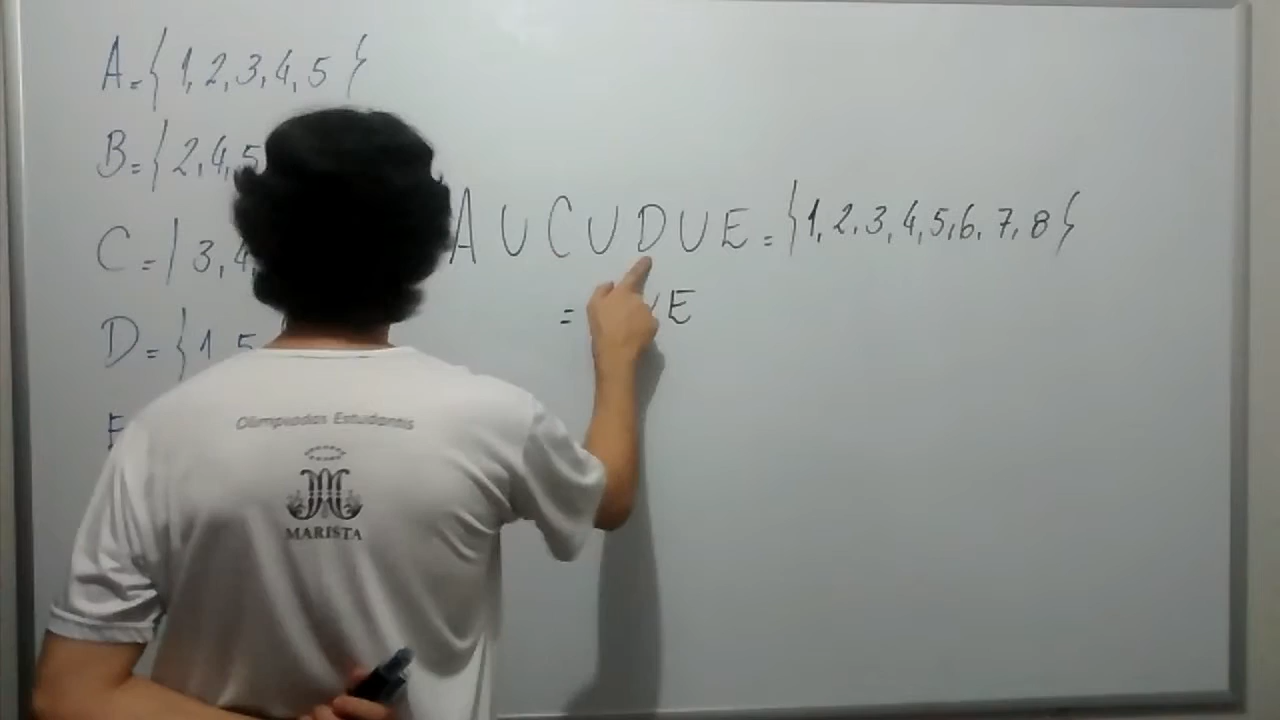 A={1,2,3,4,5}
B={2,4,5
C={3,4
D={1,5
E
A U C U D U E = {1,2,3,4,5,6,7,8}
= E
Olimpíadas Estudantis
MARISTA